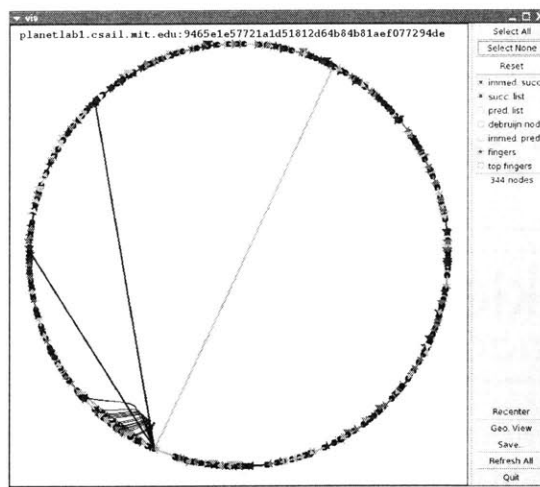 vis
planetlab1.csail.mit.edu:9465e1e57721a1d51812d64b84b81aef077294de
Select All
Select None
Reset
immed. succ
succ. list
pred. list
debruijn nod
immed. pred
fingers
top fingers
344 nodes
Recenter
Geo. View
Save..
Refresh All
Quit